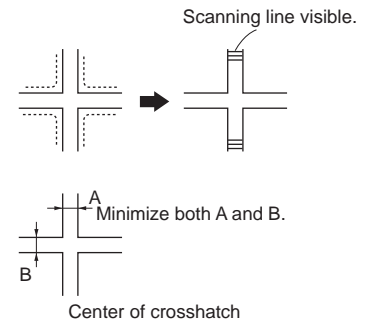 Scanning line visible.
A
Minimize both A and B.
B
Center of crosshatch